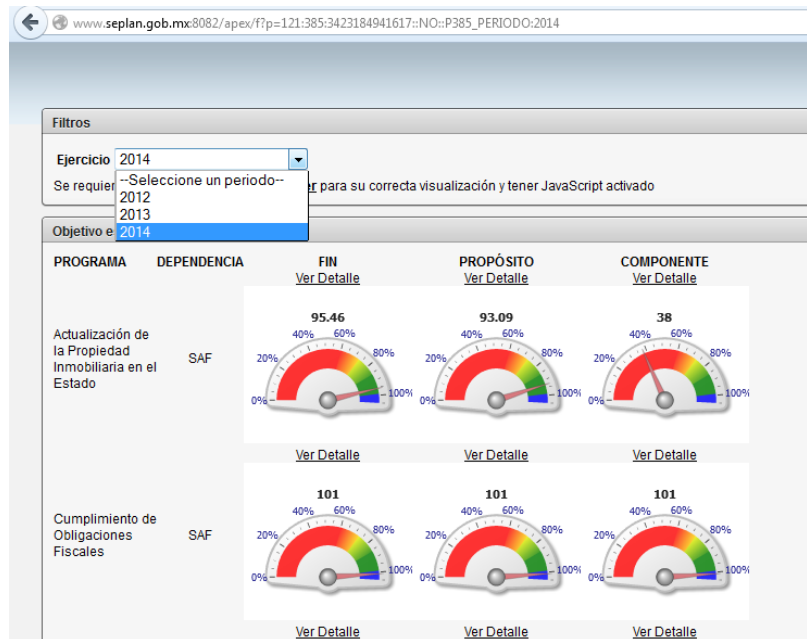 www.seplan.gob.mx:8082/apex/f?p=121:385:3423184941617::NO::P385_PERIODO:2014
Filtros
Ejercicio 2014
--Seleccione un periodo--
2012
2013
2014
Se requier er para su correcta visualización y tener JavaScript activado
Objetivo e
PROGRAMA DEPENDENCIA FIN PROPÓSITO COMPONENTE
Ver Detalle Ver Detalle Ver Detalle
95.46 93.09 38
Actualización de
la Propiedad
Inmobiliaria en el
Estado
SAF
0% 20% 40% 60% 80% 100%
0% 20% 40% 60% 80% 100%
0% 20% 40% 60% 80% 100%
Ver Detalle Ver Detalle Ver Detalle
101 101 101
Cumplimiento de
Obligaciones
Fiscales
SAF
0% 20% 40% 60% 80% 100%
0% 20% 40% 60% 80% 100%
0% 20% 40% 60% 80% 100%
Ver Detalle Ver Detalle Ver Detalle